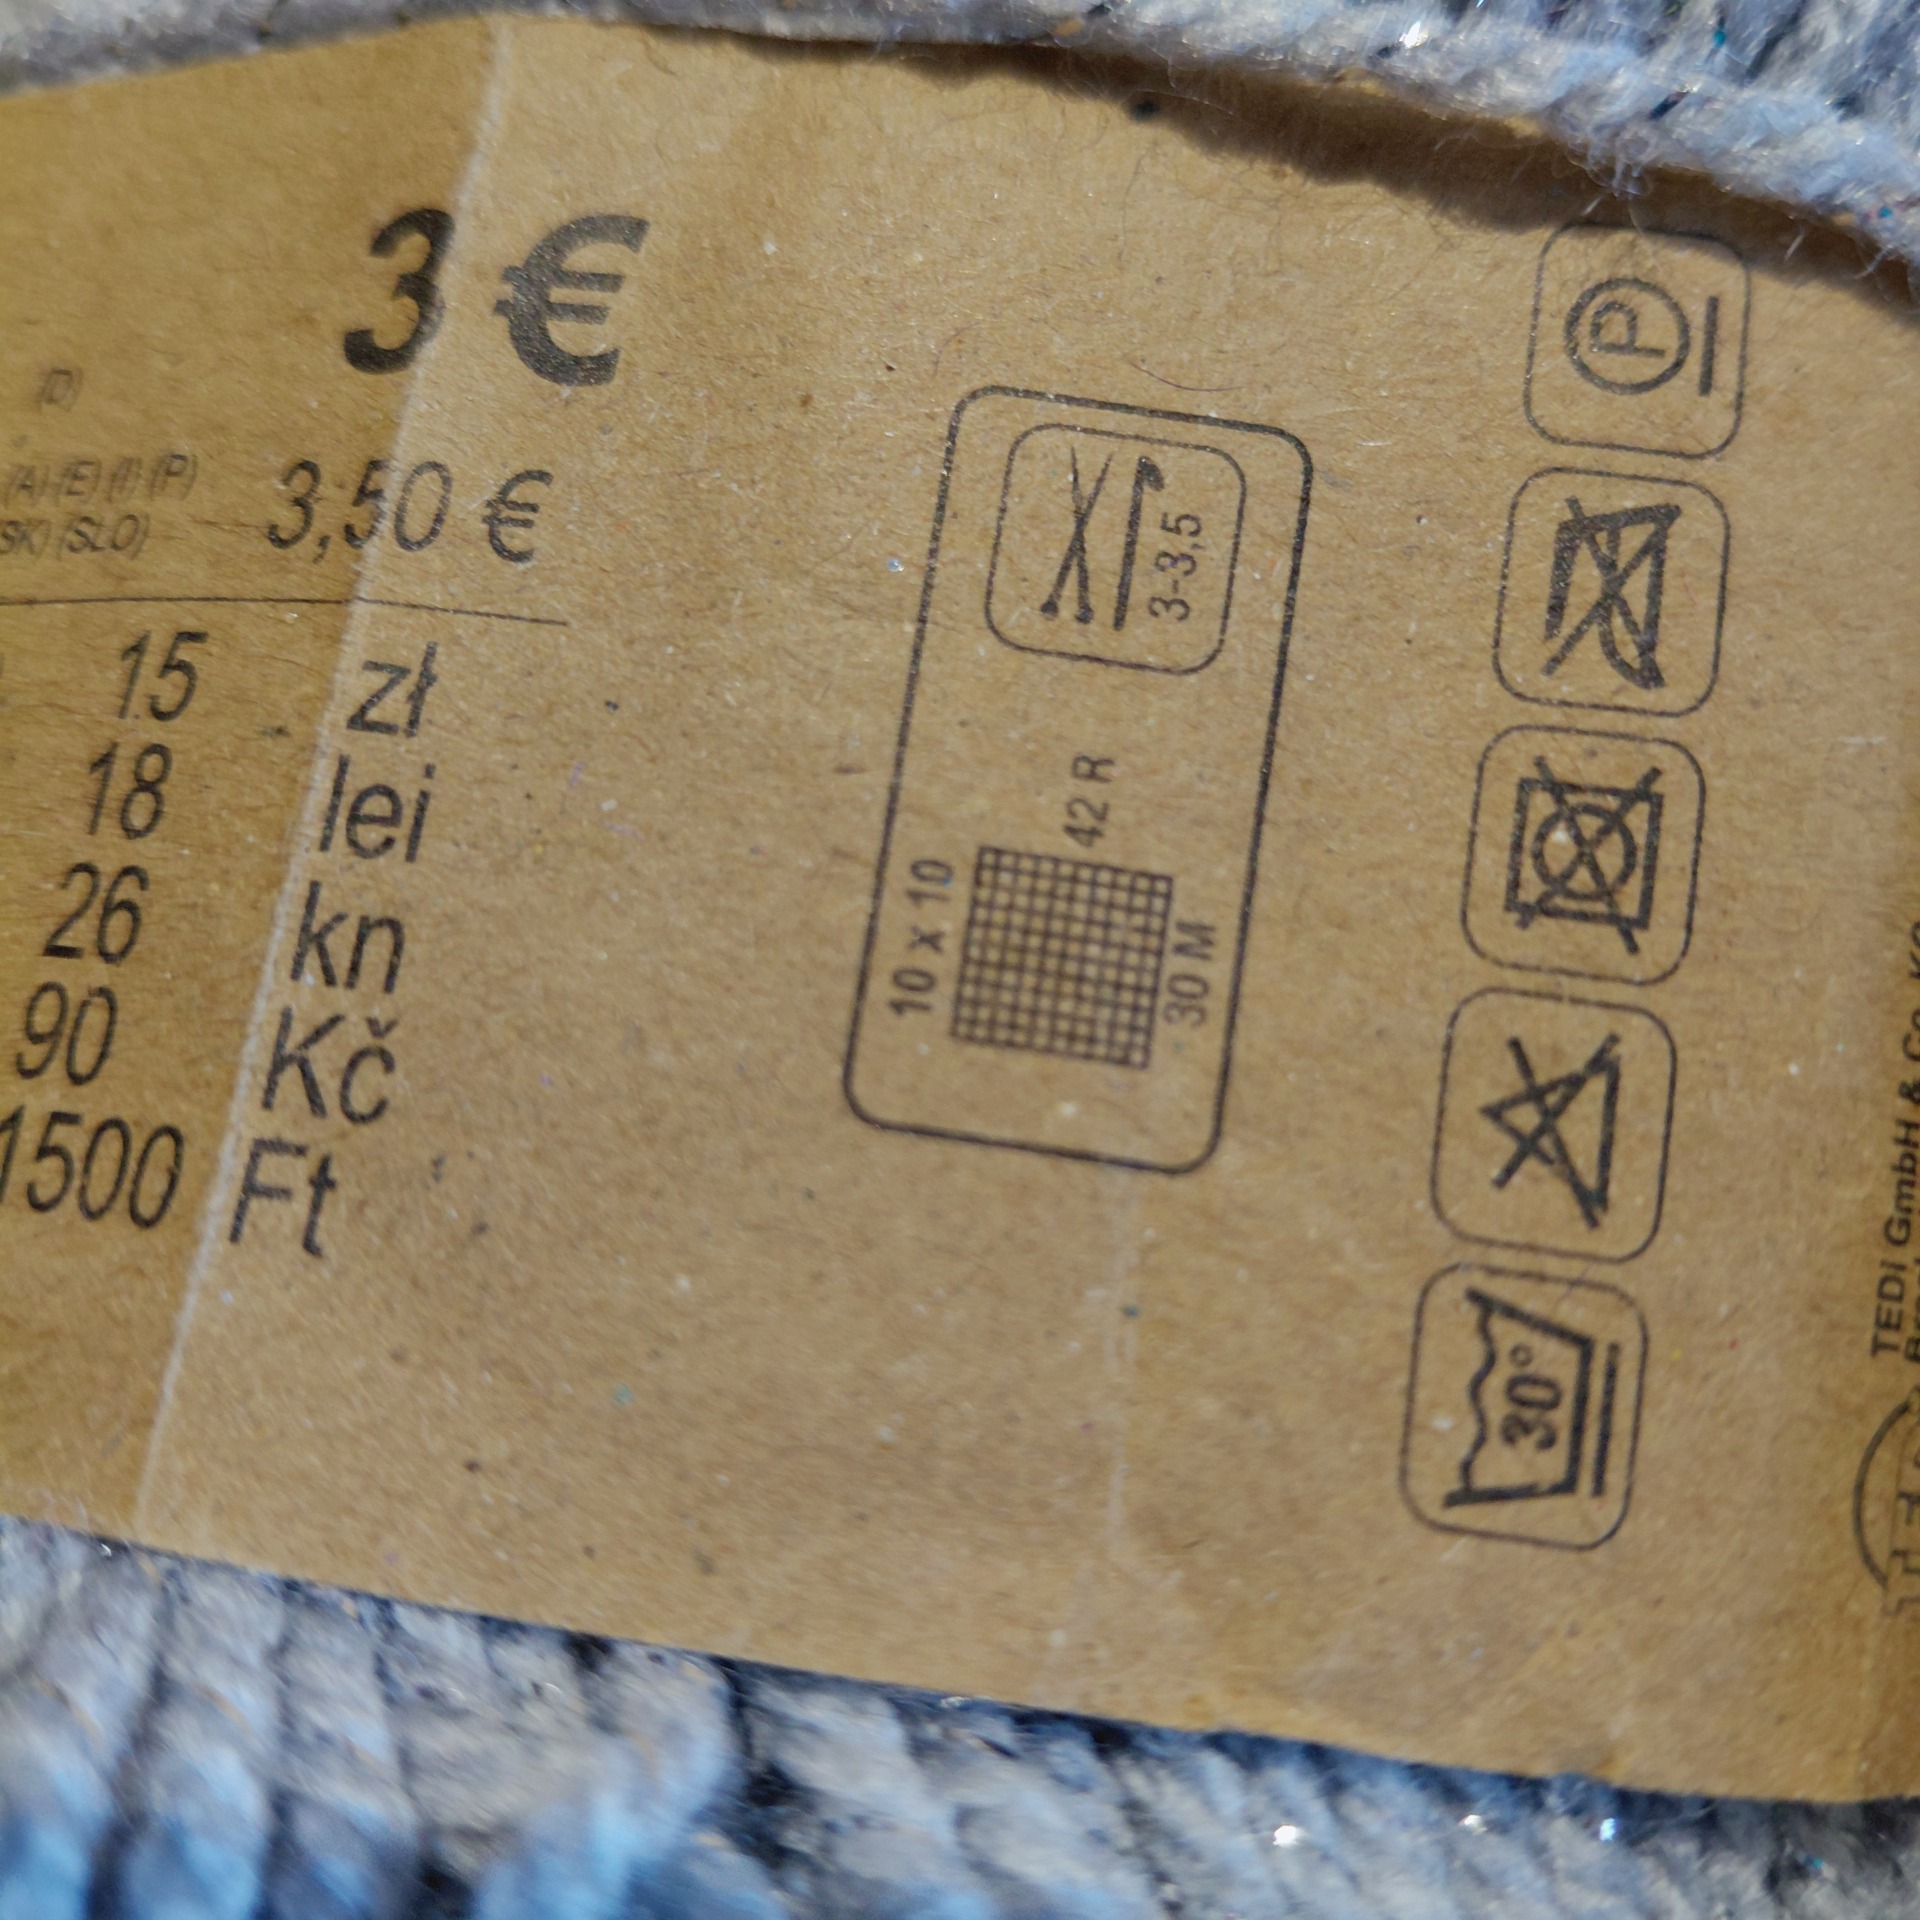 3 €
(D)
(A) (E) (I) (P)
(SK) (SLO)
3,50 €
15 zł
18 lei
26 kn
90 Kč
1500 Ft
3-3,5
10 x 10
42 R
30 M
P
30°
TEDi GmbH & Co. KG